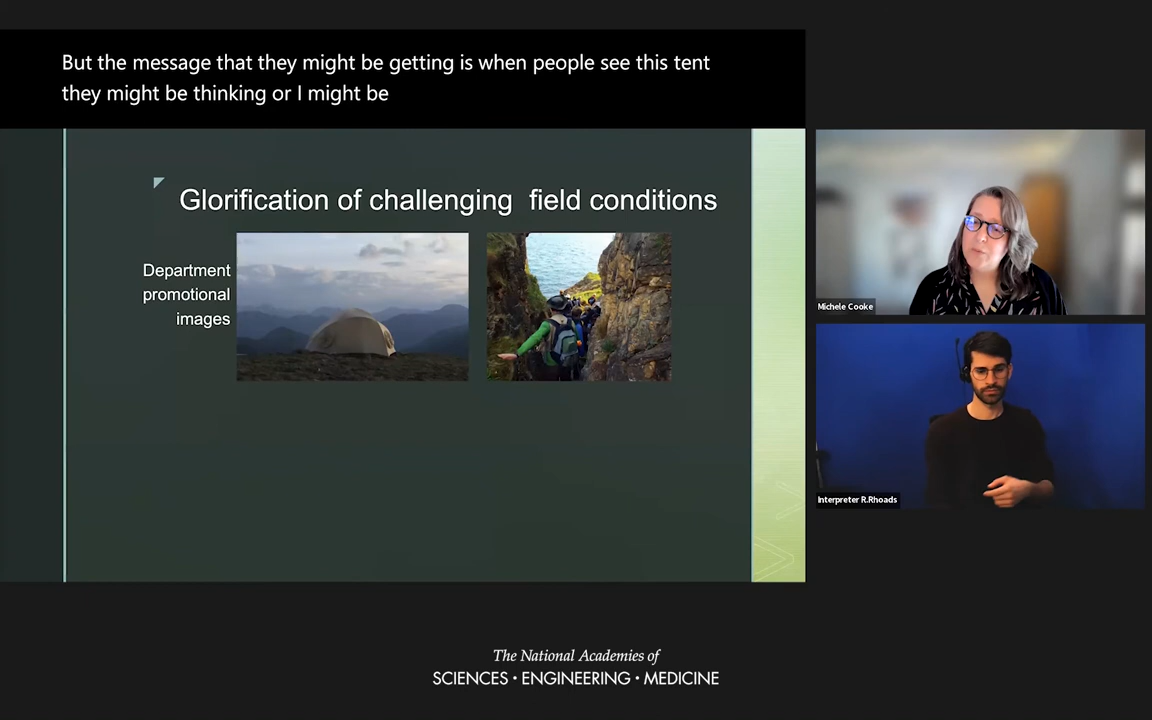 But the message that they might be getting is when people see this tent
they might be thinking or I might be
Glorification of challenging  field conditions
Department
promotional
images
Michele Cooke
Interpreter R.Rhoads
The National Academies of
SCIENCES · ENGINEERING · MEDICINE